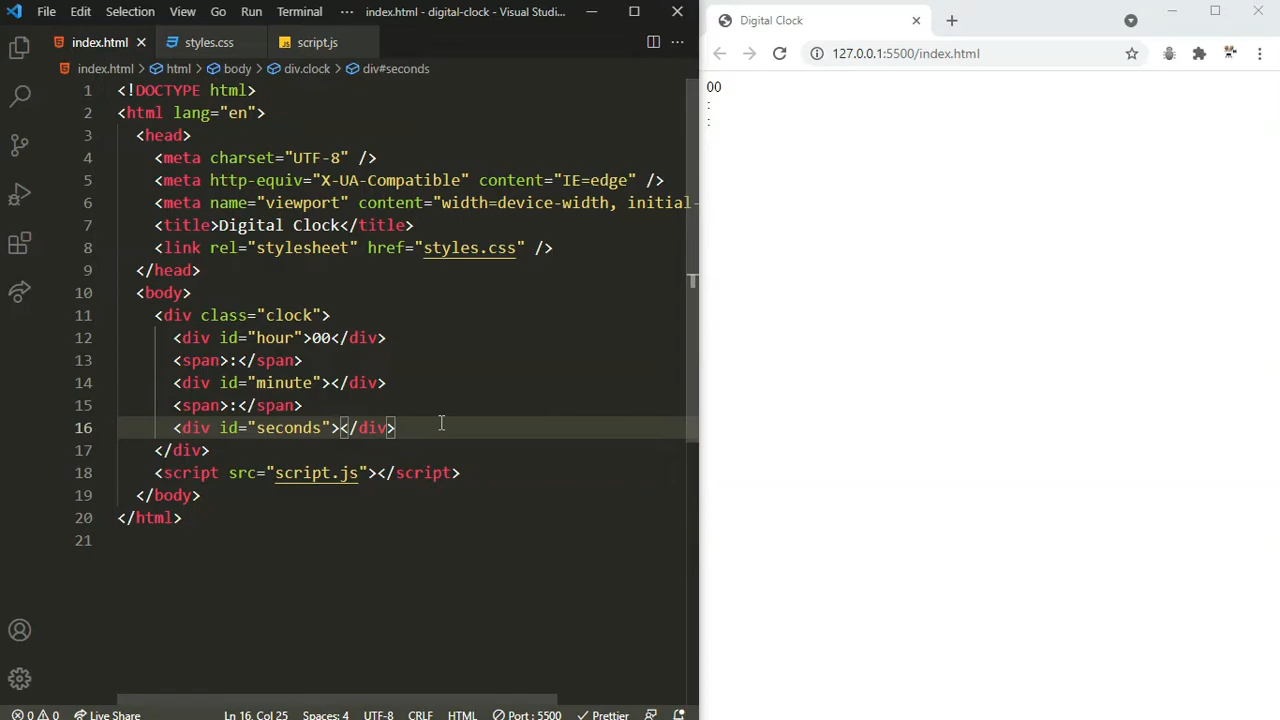 File Edit Selection View Go Run Terminal ··· index.html - digital-clock - Visual Studi...
index.html styles.css script.js
index.html > html > body > div.clock > div#seconds
1 <!DOCTYPE html>
2 <html lang="en">
3 <head>
4 <meta charset="UTF-8" />
5 <meta http-equiv="X-UA-Compatible" content="IE=edge" />
6 <meta name="viewport" content="width=device-width, initial-
7 <title>Digital Clock</title>
8 <link rel="stylesheet" href="styles.css" />
9 </head>
10 <body>
11 <div class="clock">
12 <div id="hour">00</div>
13 <span>:</span>
14 <div id="minute"></div>
15 <span>:</span>
16 <div id="seconds"></div>
17 </div>
18 <script src="script.js"></script>
19 </body>
20 </html>
21
0 0 Live Share Ln 16, Col 25 Spaces: 4 UTF-8 CRLF HTML Port : 5500 Prettier
Digital Clock
127.0.0.1:5500/index.html
00
:
: